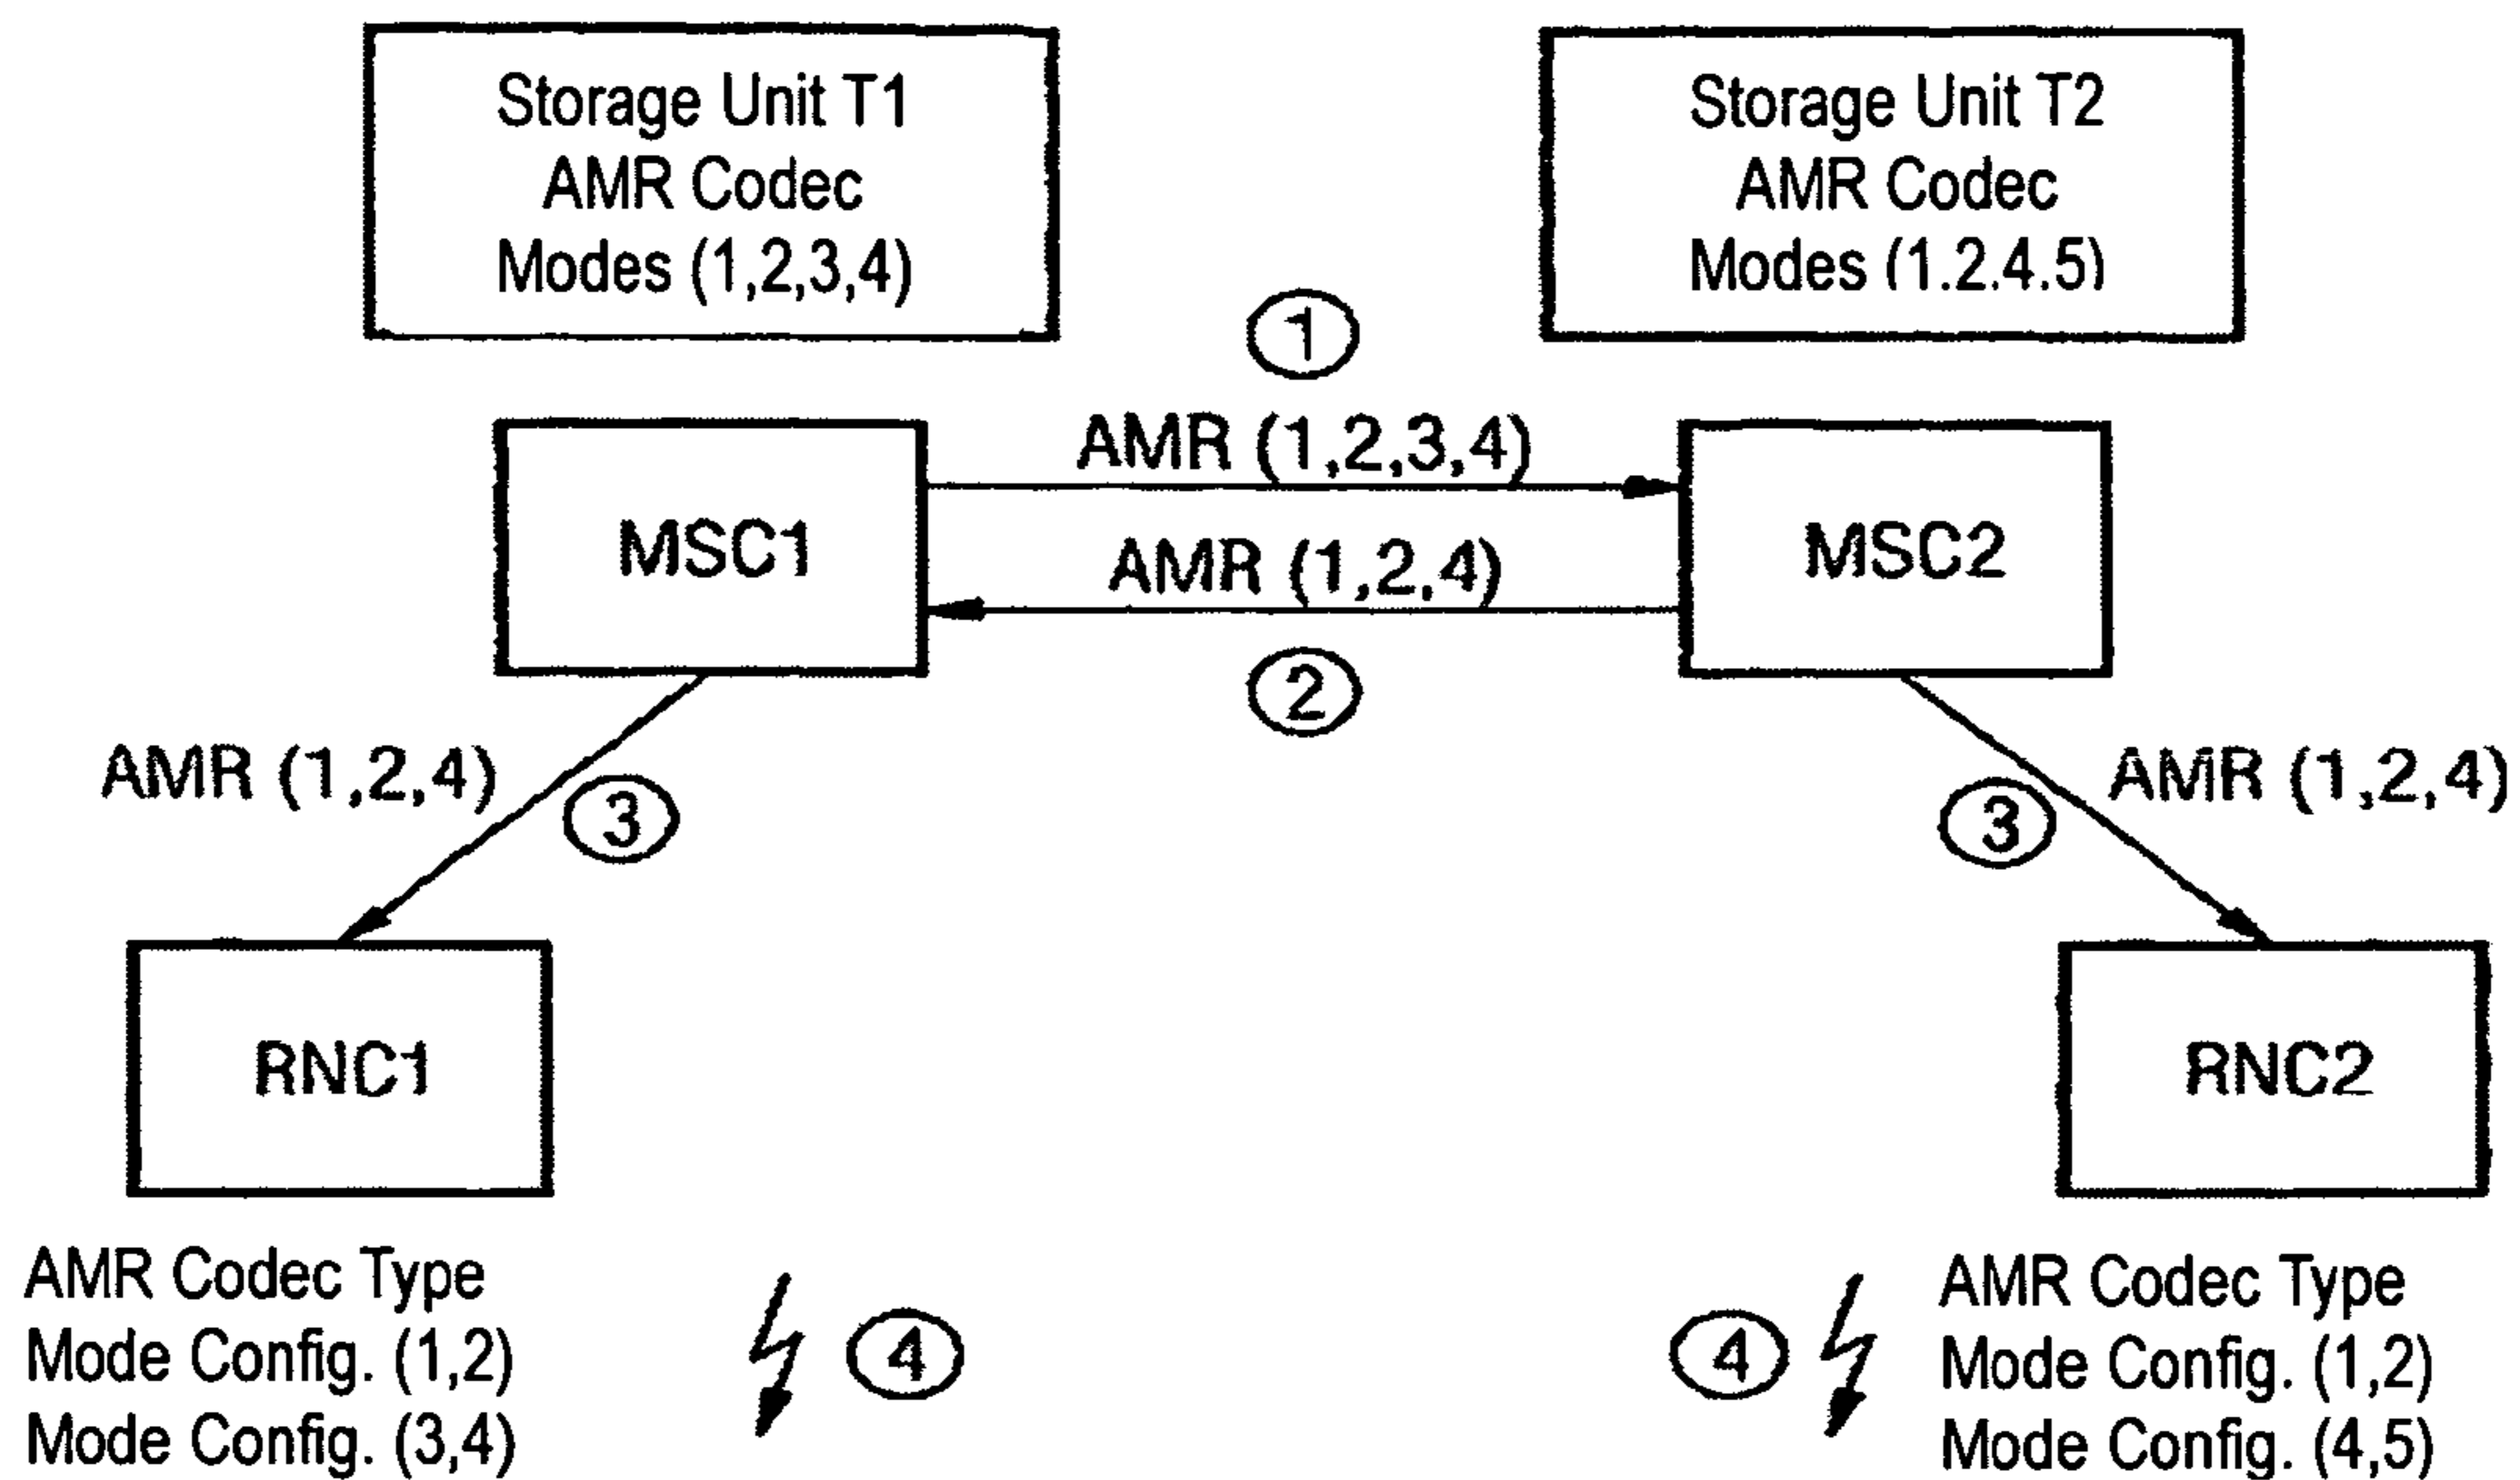 Storage Unit T1
AMR Codec
Modes (1,2,3,4)
Storage Unit T2
AMR Codec
Modes (1.2.4.5)
1
AMR (1,2,3,4)
MSC1
MSC2
AMR (1,2,4)
2
AMR (1,2,4)
3
3
AMR (1,2,4)
RNC1
RNC2
AMR Codec Type
Mode Config. (1,2)
Mode Config. (3,4)
4
4
AMR Codec Type
Mode Config. (1,2)
Mode Config. (4,5)